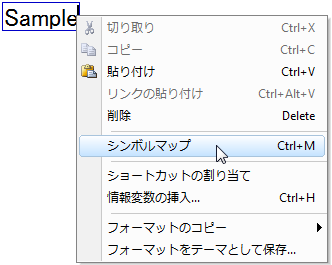 Sample
切り取り Ctrl+X
コピー Ctrl+C
貼り付け Ctrl+V
リンクの貼り付け Ctrl+Alt+V
削除 Delete
シンボルマップ Ctrl+M
ショートカットの割り当て
情報変数の挿入... Ctrl+H
フォーマットのコピー
フォーマットをテーマとして保存...